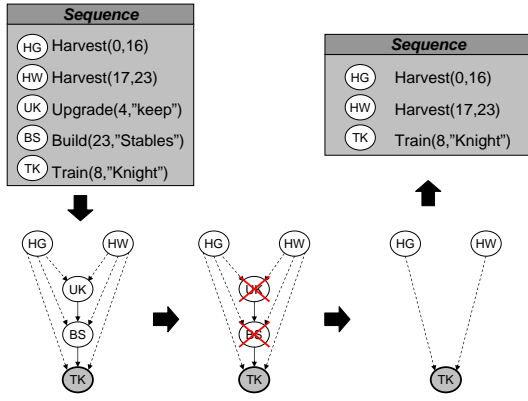 Sequence
HG Harvest(0,16)
HW Harvest(17,23)
UK Upgrade(4,"keep")
BS Build(23,"Stables")
TK Train(8,"Knight")
Sequence
HG Harvest(0,16)
HW Harvest(17,23)
TK Train(8,"Knight")
HG HW
UK
BS
TK
HG HW
UK
BS
TK
HG HW
TK